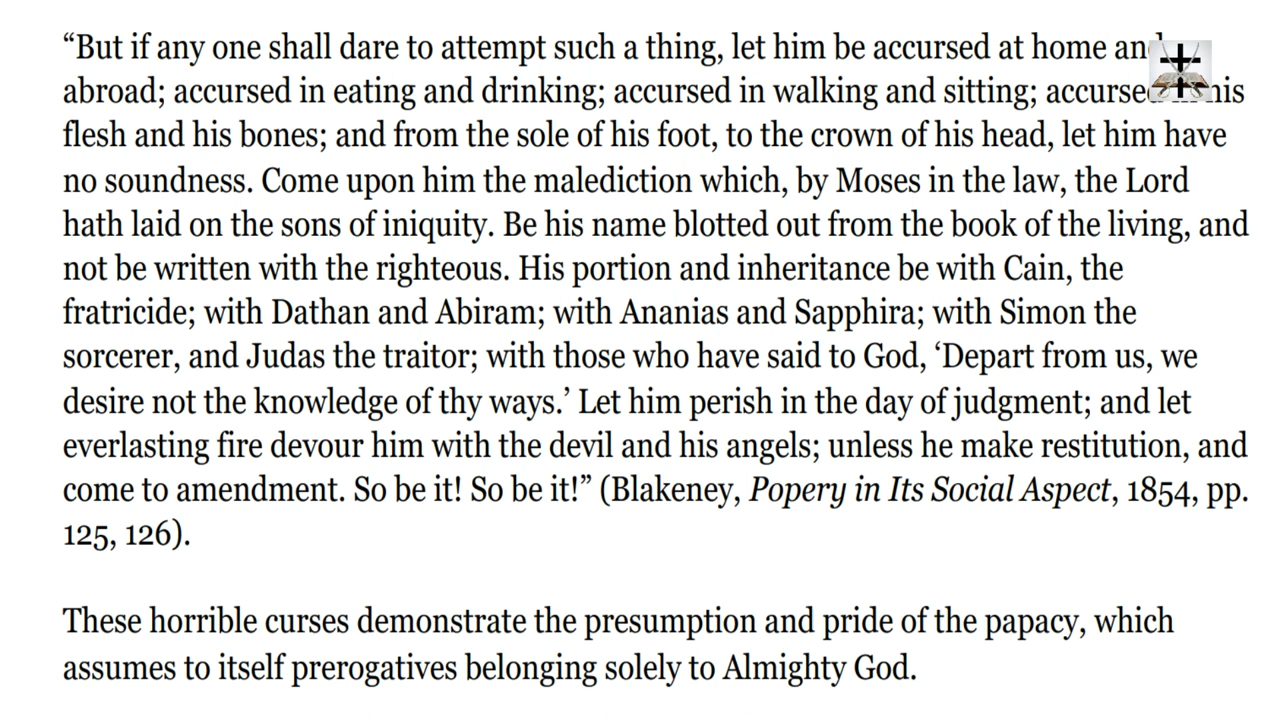 “But if any one shall dare to attempt such a thing, let him be accursed at home and
abroad; accursed in eating and drinking; accursed in walking and sitting; accursed in his
flesh and his bones; and from the sole of his foot, to the crown of his head, let him have
no soundness. Come upon him the malediction which, by Moses in the law, the Lord
hath laid on the sons of iniquity. Be his name blotted out from the book of the living, and
not be written with the righteous. His portion and inheritance be with Cain, the
fratricide; with Dathan and Abiram; with Ananias and Sapphira; with Simon the
sorcerer, and Judas the traitor; with those who have said to God, ‘Depart from us, we
desire not the knowledge of thy ways.’ Let him perish in the day of judgment; and let
everlasting fire devour him with the devil and his angels; unless he make restitution, and
come to amendment. So be it! So be it!” (Blakeney, Popery in Its Social Aspect, 1854, pp.
125, 126).
These horrible curses demonstrate the presumption and pride of the papacy, which
assumes to itself prerogatives belonging solely to Almighty God.